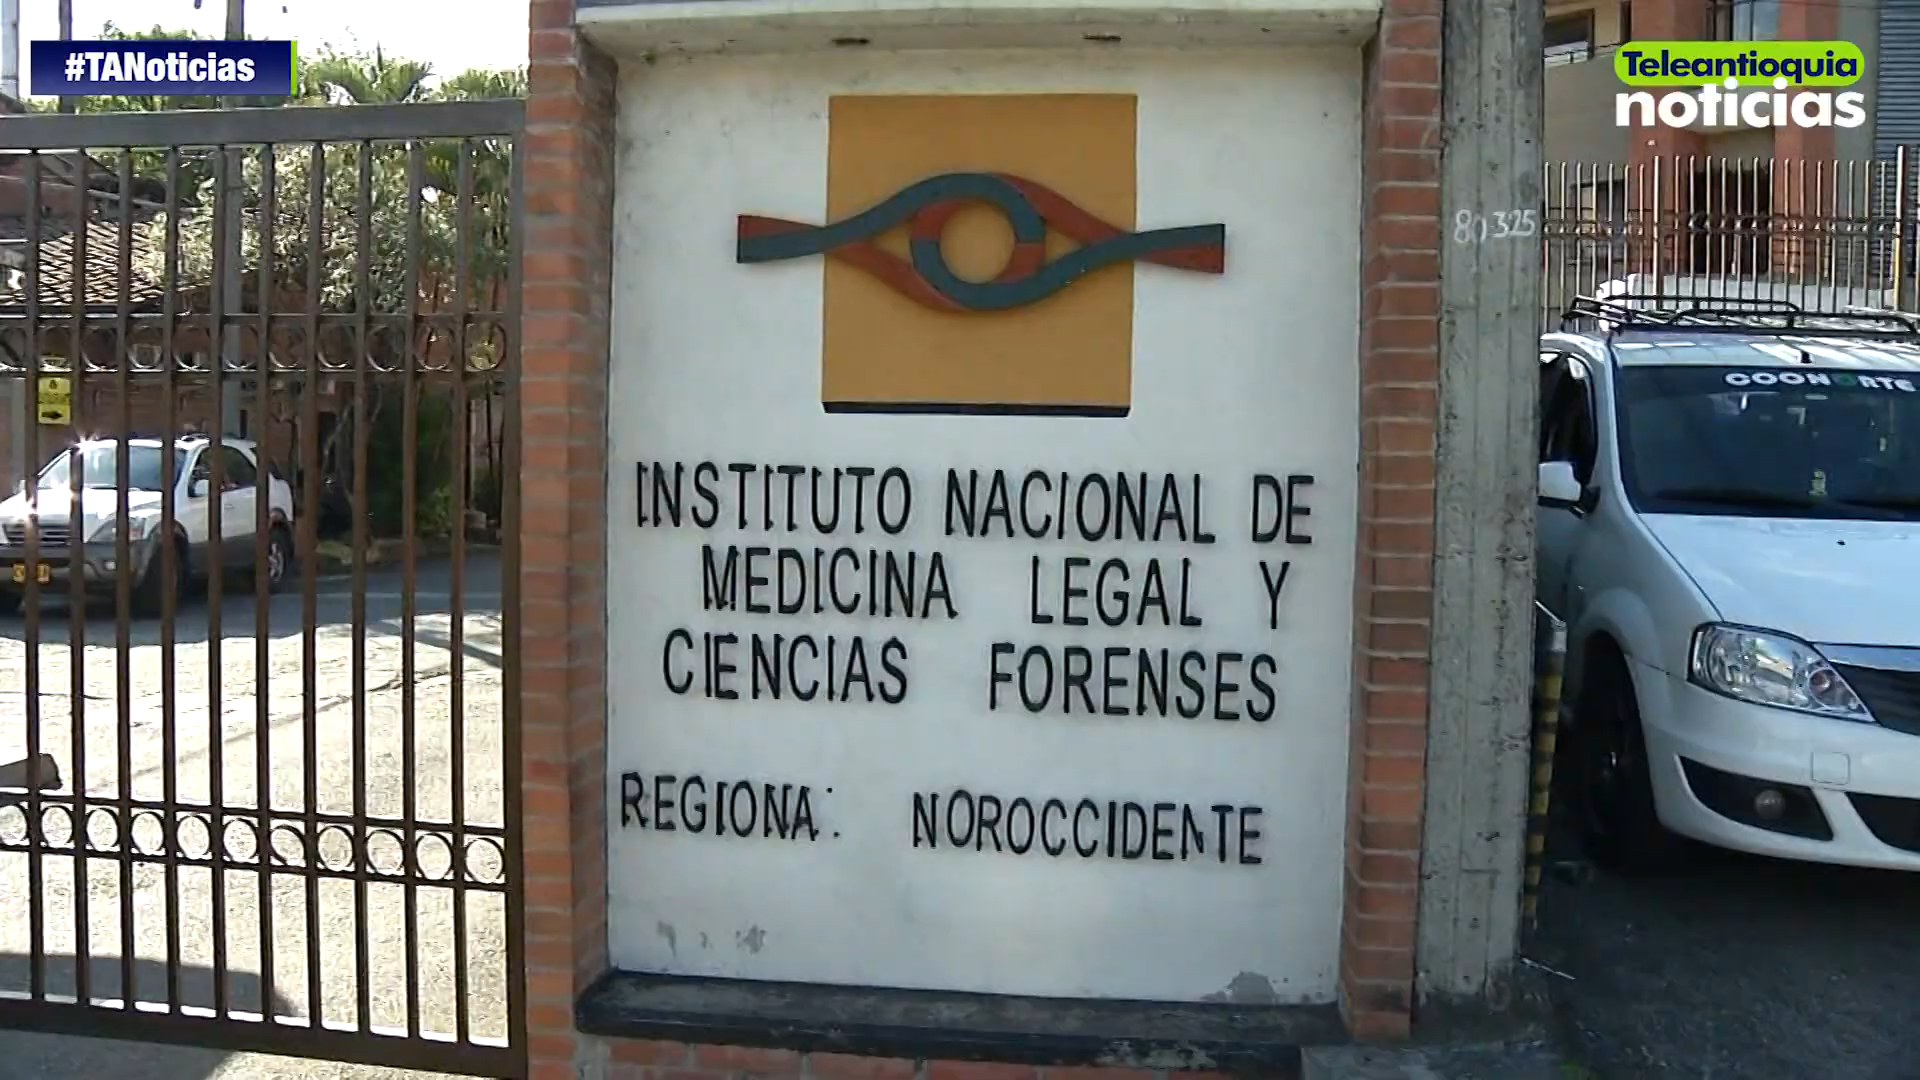 #TANoticias
Teleantioquia
noticias
80325
COONORTE
INSTITUTO NACIONAL DE
MEDICINA LEGAL Y
CIENCIAS FORENSES
REGIONA: NOROCCIDENTE